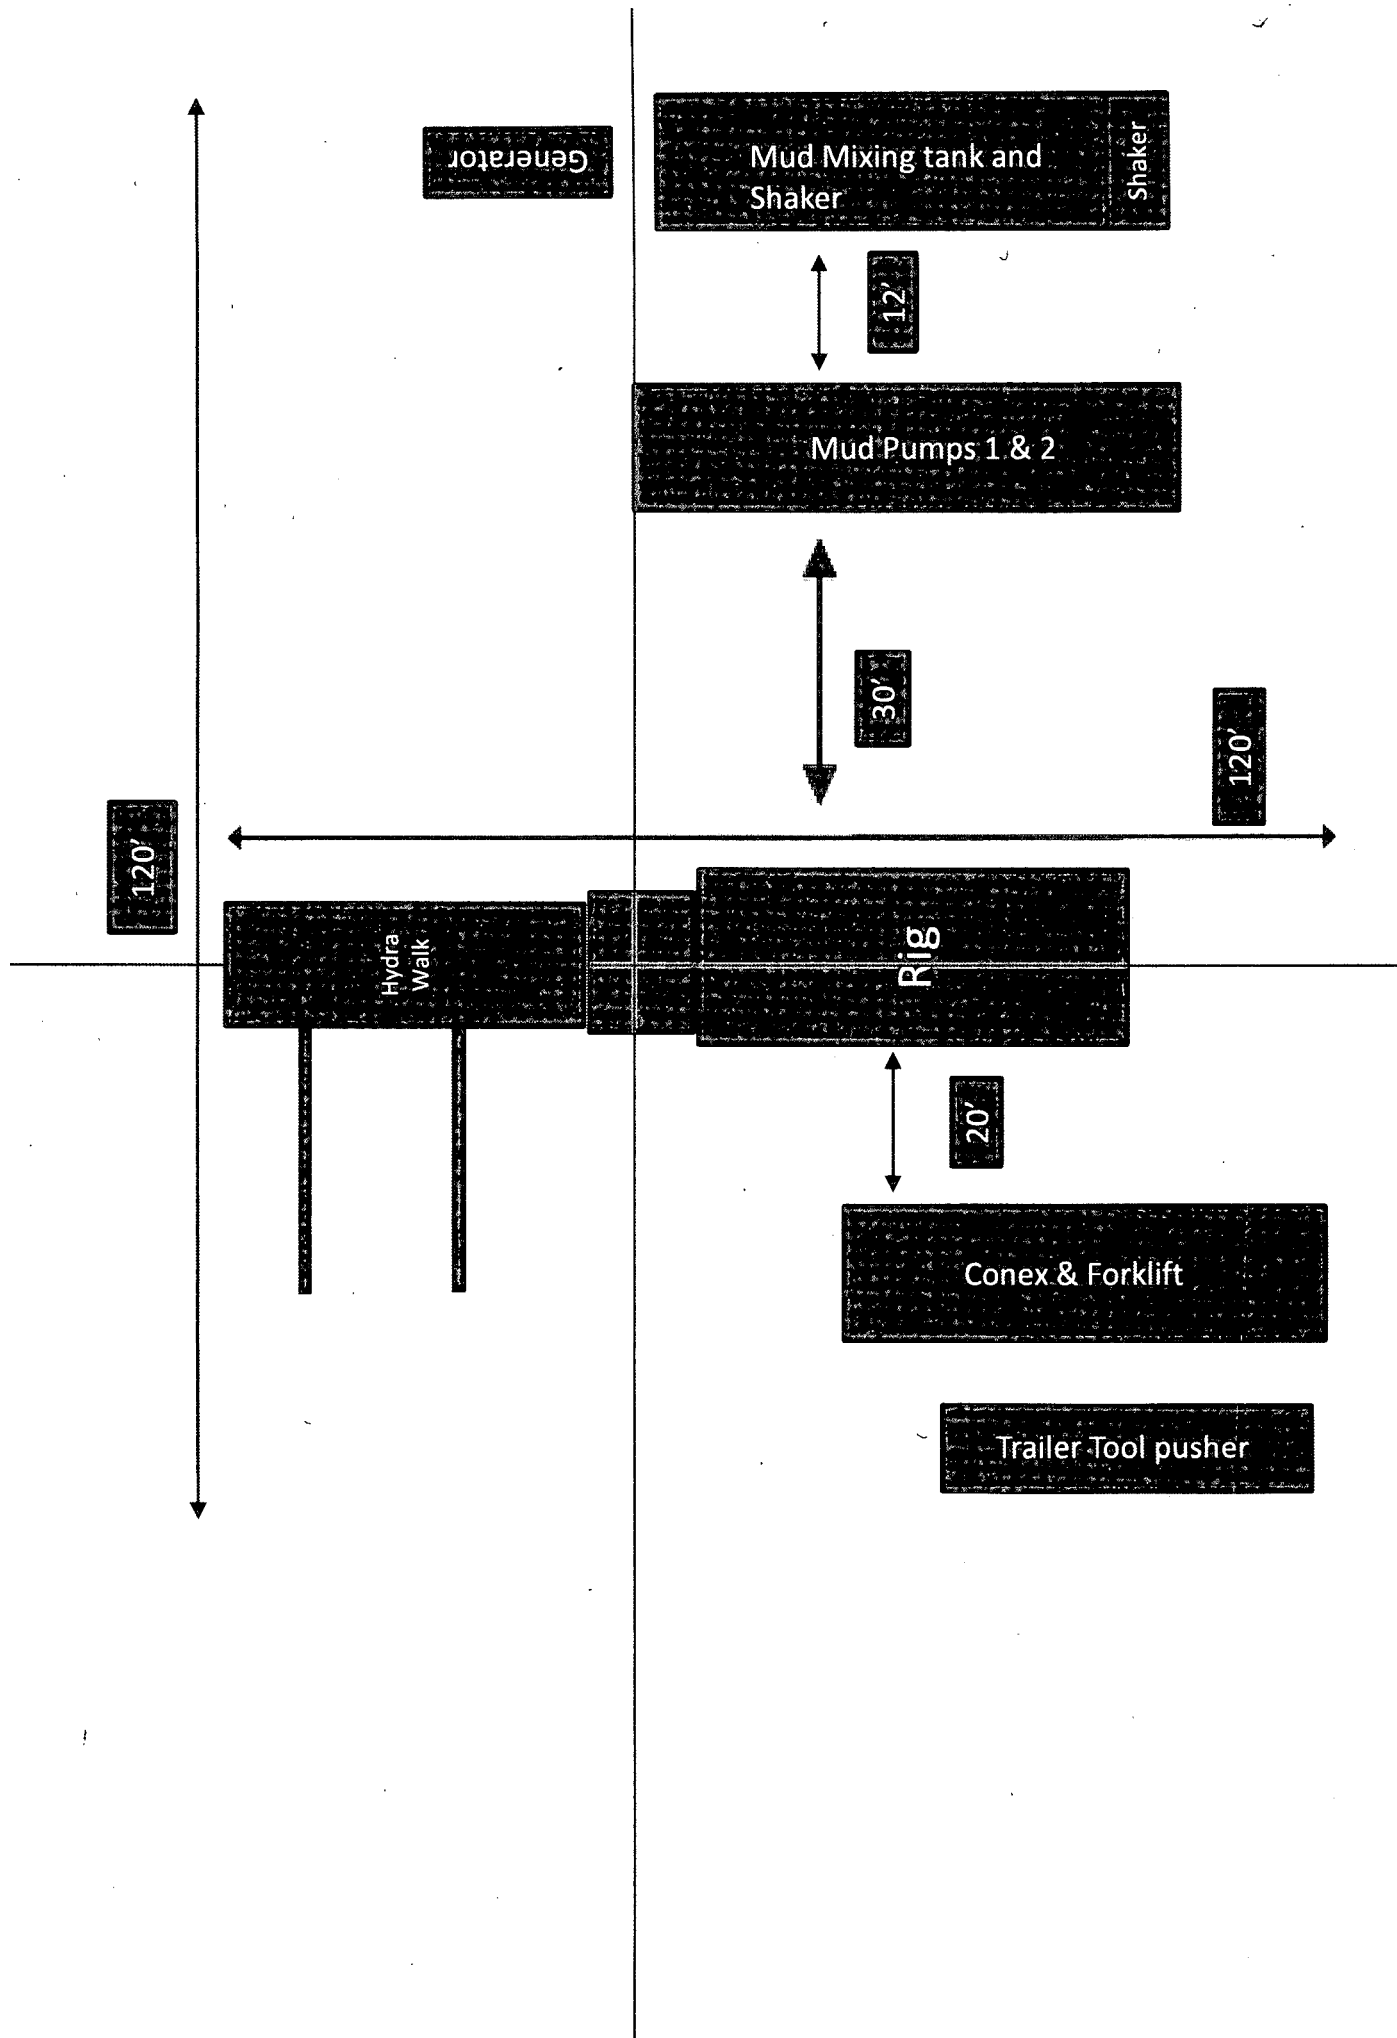 Generator
Mud Mixing tank and
Shaker
Shaker
12'
Mud Pumps 1 & 2
30'
120'
120'
Hydra
Walk
Rig
20'
Conex & Forklift
Trailer Tool pusher